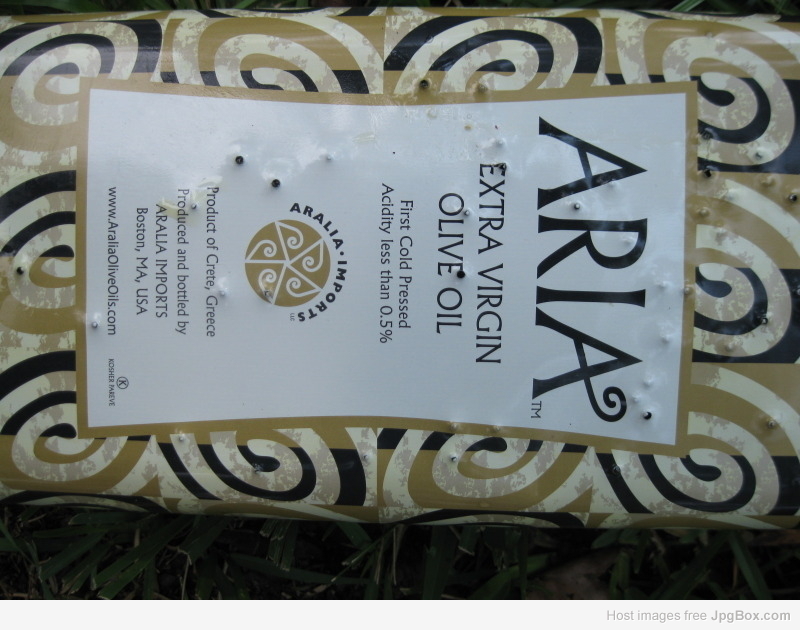 ARIA™
EXTRA VIRGIN
OLIVE OIL
First Cold Pressed
Acidity less than 0.5%
ARALIA · IMPORTS
LLC
Product of Crete, Greece
Produced and bottled by
ARALIA IMPORTS
Boston, MA, USA
www.AraliaOliveOils.com
K
KOSHER PAREVE
Host images free JpgBox.com